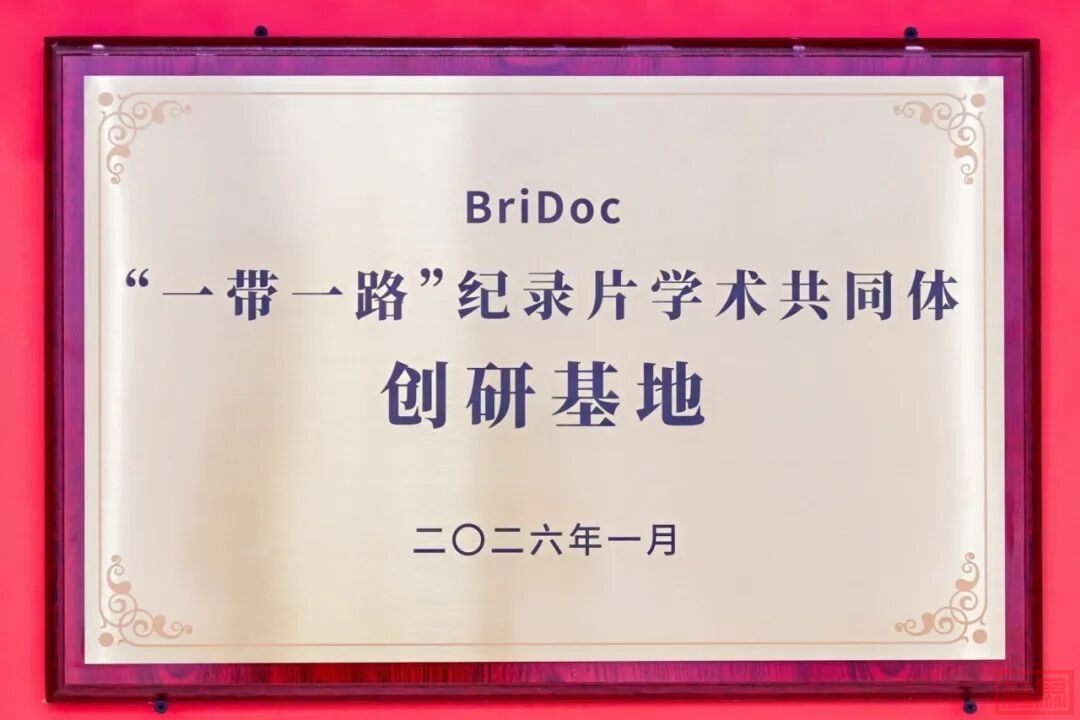 BriDoc
“一带一路”纪录片学术共同体
创研基地
二〇二六年一月